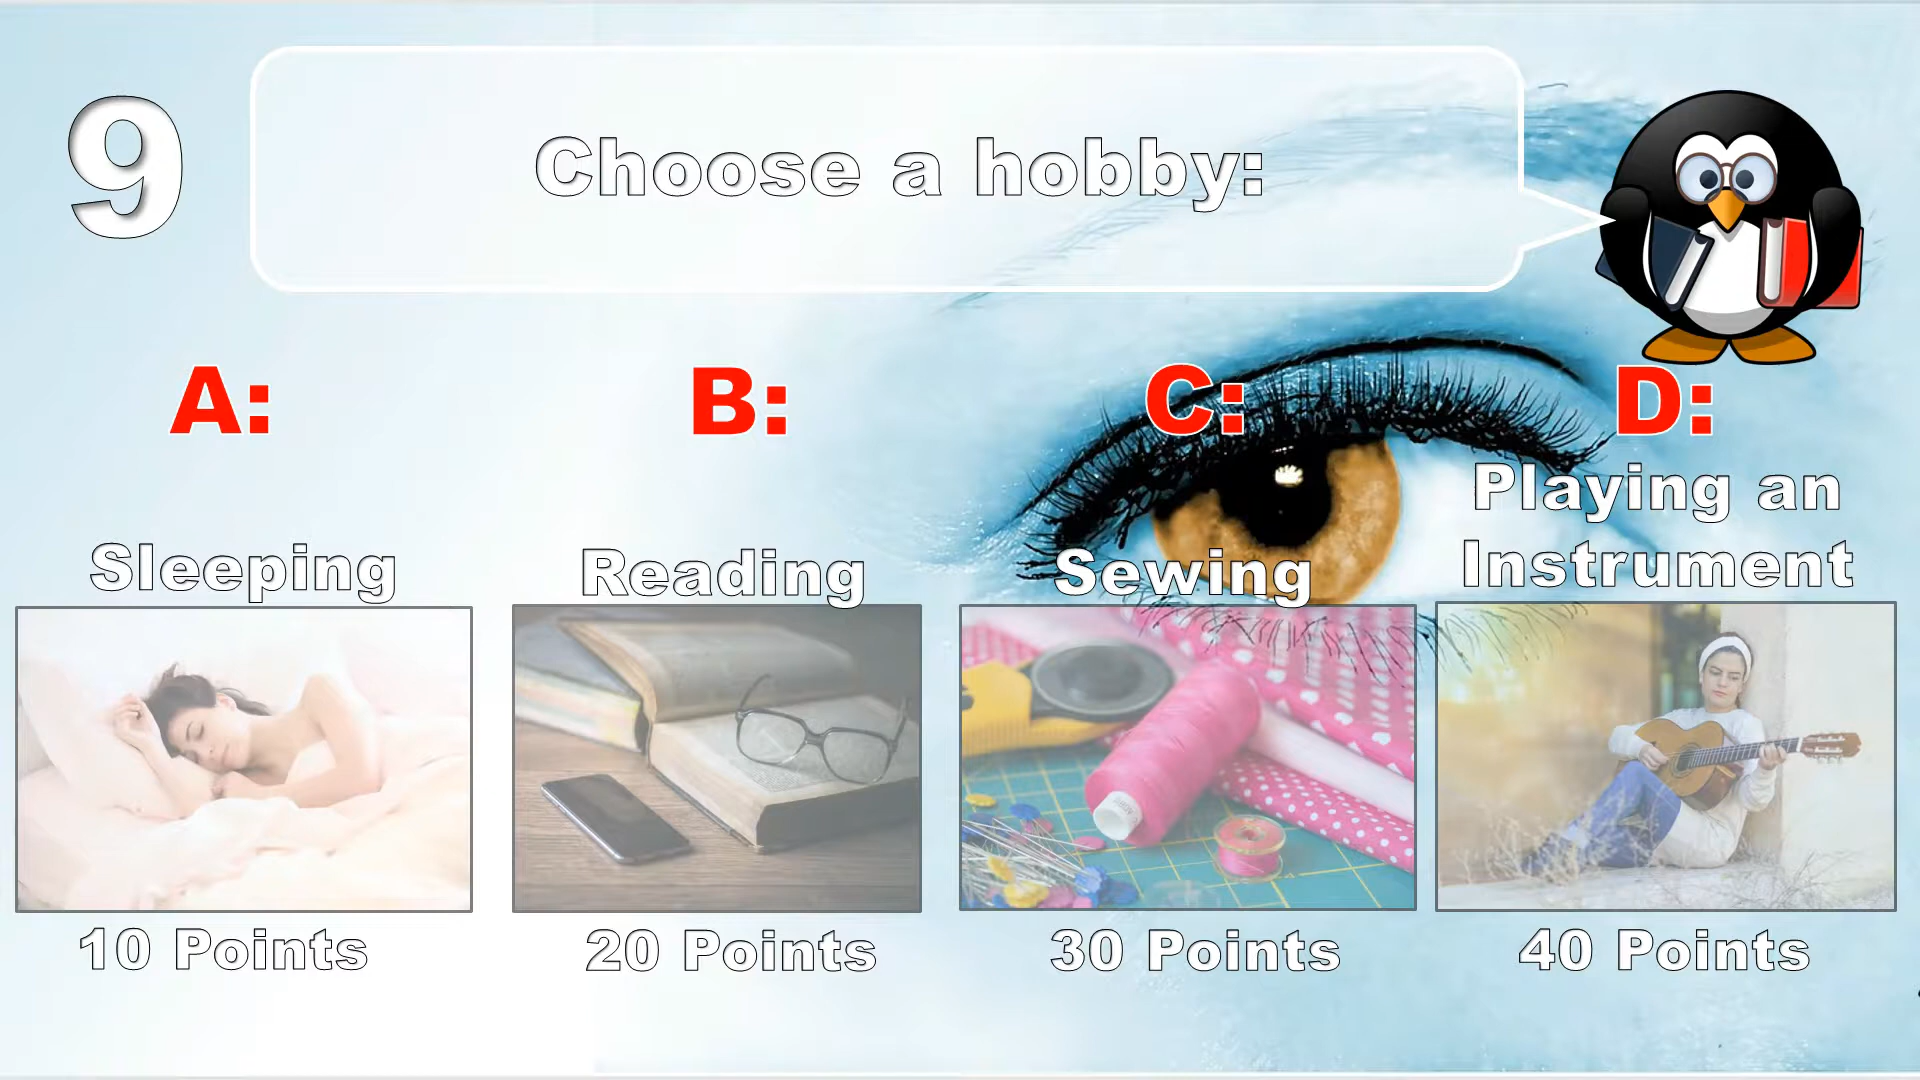 9
Choose a hobby:
A:
B:
C:
D:
Sleeping
Reading
Sewing
Playing an
Instrument
10 Points
20 Points
30 Points
40 Points